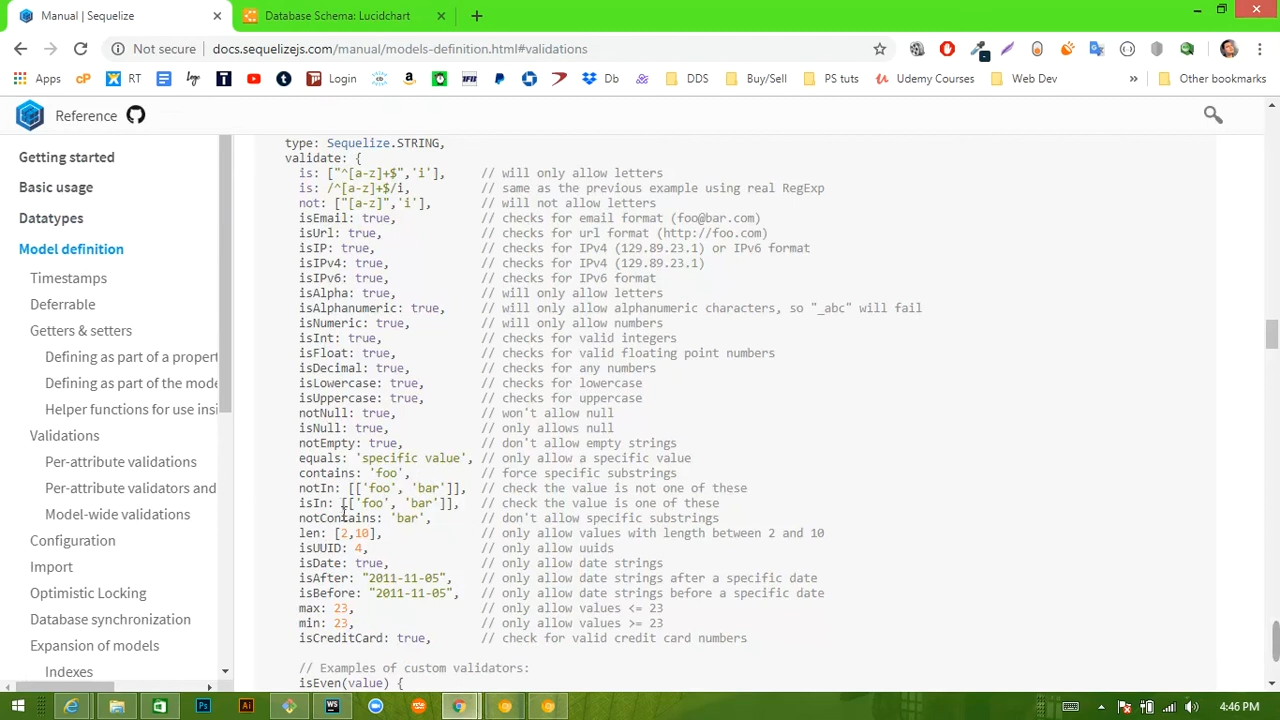 Manual | Sequelize
Database Schema: Lucidchart
Not secure
docs.sequelizejs.com/manual/models-definition.html#validations
Apps
RT
Login
Db
DDS
Buy/Sell
PS tuts
Udemy Courses
Web Dev
»
Other bookmarks
Reference
Getting started
Basic usage
Datatypes
Model definition
Timestamps
Deferrable
Getters & setters
Defining as part of a propert
Defining as part of the mode
Helper functions for use insi
Validations
Per-attribute validations
Per-attribute validators and
Model-wide validations
Configuration
Import
Optimistic Locking
Database synchronization
Expansion of models
Indexes
type: Sequelize.STRING,
validate: {
is: ["^[a-z]+$",'i'], // will only allow letters
is: /^[a-z]+$/i, // same as the previous example using real RegExp
not: ["[a-z]",'i'], // will not allow letters
isEmail: true, // checks for email format (foo@bar.com)
isUrl: true, // checks for url format (http://foo.com)
isIP: true, // checks for IPv4 (129.89.23.1) or IPv6 format
isIPv4: true, // checks for IPv4 (129.89.23.1)
isIPv6: true, // checks for IPv6 format
isAlpha: true, // will only allow letters
isAlphanumeric: true, // will only allow alphanumeric characters, so "_abc" will fail
isNumeric: true, // will only allow numbers
isInt: true, // checks for valid integers
isFloat: true, // checks for valid floating point numbers
isDecimal: true, // checks for any numbers
isLowercase: true, // checks for lowercase
isUppercase: true, // checks for uppercase
notNull: true, // won't allow null
isNull: true, // only allows null
notEmpty: true, // don't allow empty strings
equals: 'specific value', // only allow a specific value
contains: 'foo', // force specific substrings
notIn: [['foo', 'bar']], // check the value is not one of these
isIn: [['foo', 'bar']], // check the value is one of these
notContains: 'bar', // don't allow specific substrings
len: [2,10], // only allow values with length between 2 and 10
isUUID: 4, // only allow uuids
isDate: true, // only allow date strings
isAfter: "2011-11-05", // only allow date strings after a specific date
isBefore: "2011-11-05", // only allow date strings before a specific date
max: 23, // only allow values <= 23
min: 23, // only allow values >= 23
isCreditCard: true, // check for valid credit card numbers
// Examples of custom validators:
isEven(value) {
4:46 PM